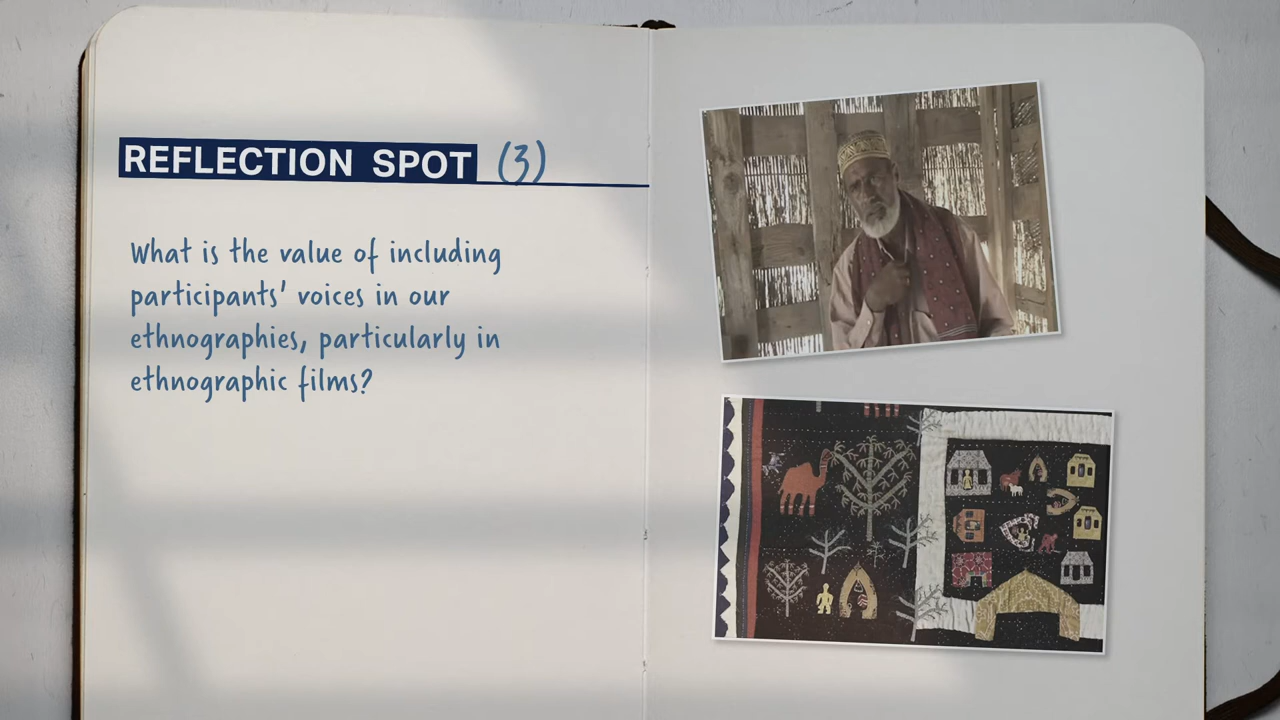 REFLECTION SPOT (3)
What is the value of including
participants' voices in our
ethnographies, particularly in
ethnographic films?